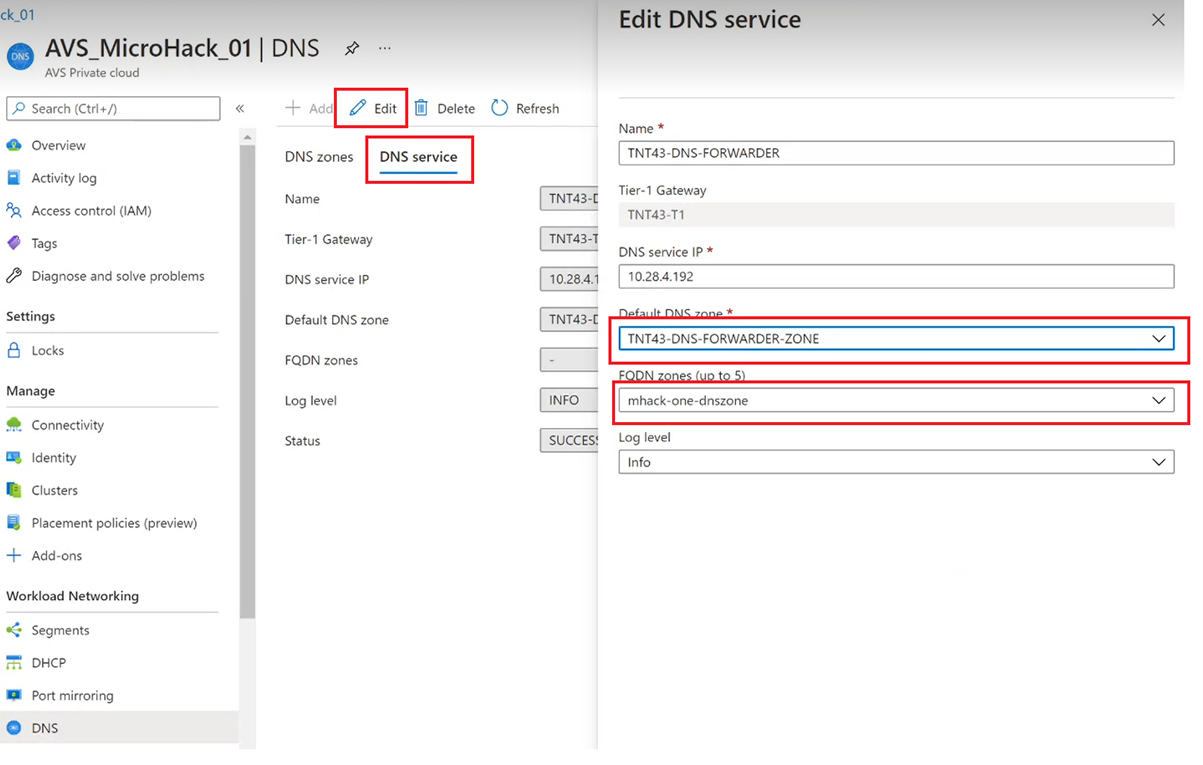 ck_01
DNS
AVS_MicroHack_01 | DNS
...
AVS Private cloud
Search (Ctrl+/)
«
Overview
Activity log
Access control (IAM)
Tags
Diagnose and solve problems
Settings
Locks
Manage
Connectivity
Identity
Clusters
Placement policies (preview)
Add-ons
Workload Networking
Segments
DHCP
Port mirroring
DNS
Add
Edit
Delete
Refresh
DNS zones
DNS service
Name
TNT43-D
Tier-1 Gateway
TNT43-T
DNS service IP
10.28.4.1
Default DNS zone
TNT43-D
FQDN zones
-
Log level
INFO
Status
SUCCESS
Edit DNS service
Name *
TNT43-DNS-FORWARDER
Tier-1 Gateway
TNT43-T1
DNS service IP *
10.28.4.192
Default DNS zone *
TNT43-DNS-FORWARDER-ZONE
FQDN zones (up to 5)
mhack-one-dnszone
Log level
Info